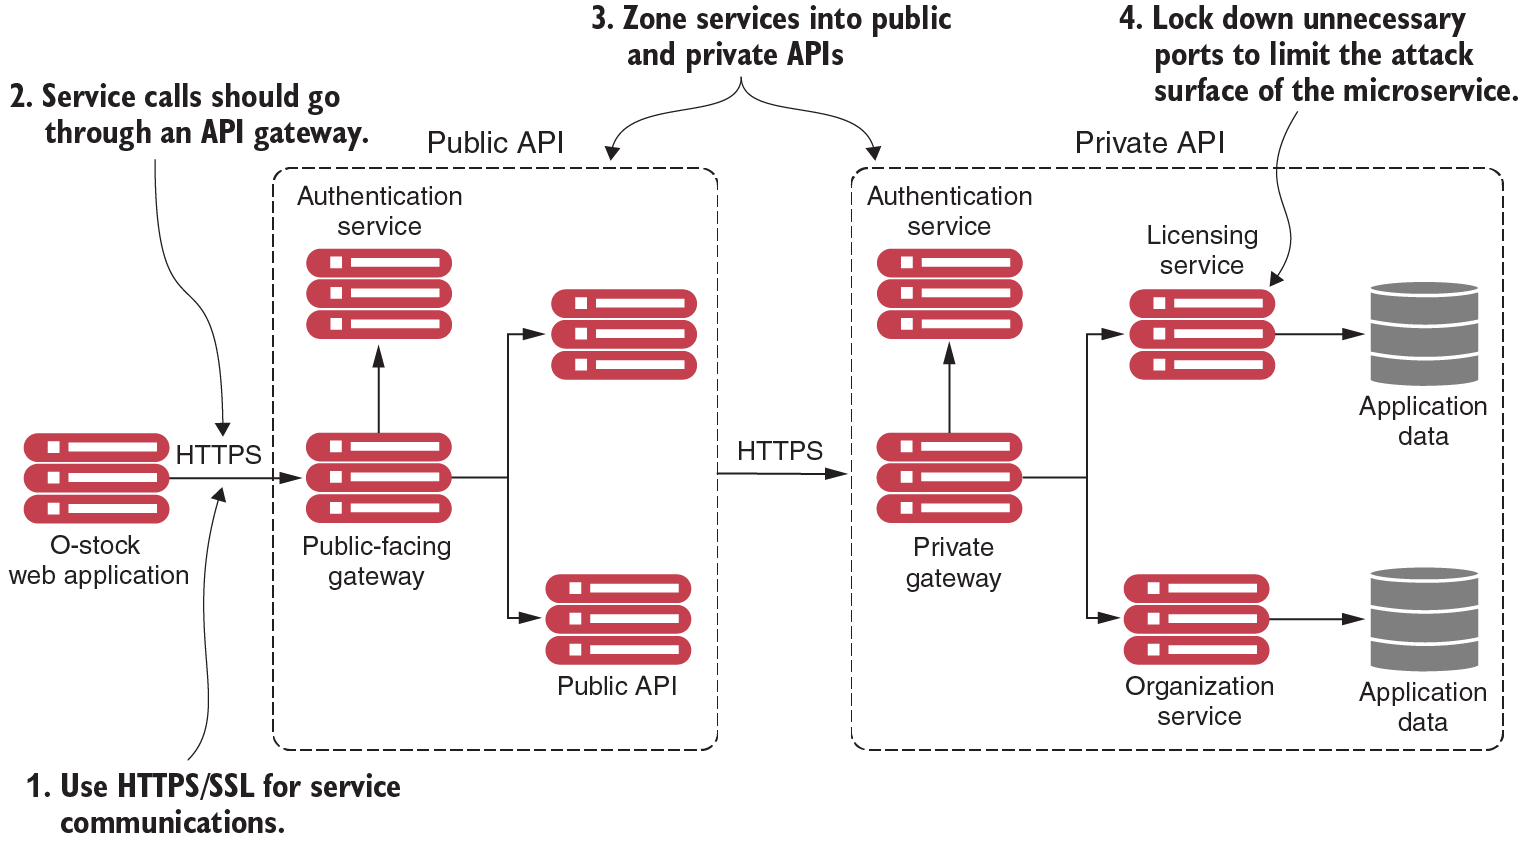 3. Zone services into public
and private APIs
4. Lock down unnecessary
ports to limit the attack
surface of the microservice.
2. Service calls should go
through an API gateway.
Public API
Private API
Authentication
service
Authentication
service
Licensing
service
Application
data
HTTPS
HTTPS
O-stock
web application
Public-facing
gateway
Private
gateway
Public API
Organization
service
Application
data
1. Use HTTPS/SSL for service
communications.